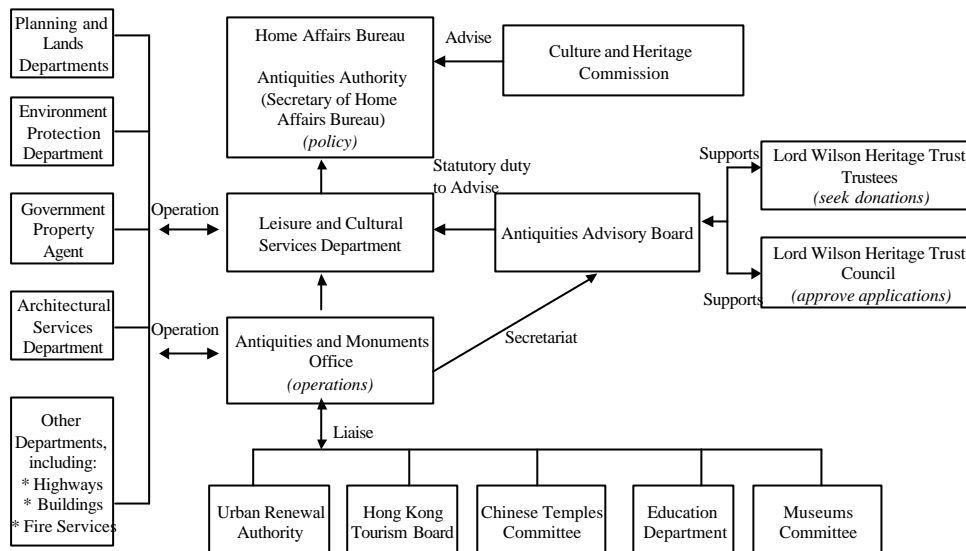 Planning and
Lands
Departments
Environment
Protection
Department
Government
Property
Agent
Architectural
Services
Department
Other
Departments,
including:
* Highways
* Buildings
* Fire Services
Operation
Operation
Home Affairs Bureau
Antiquities Authority
(Secretary of Home
Affairs Bureau)
(policy)
Advise
Culture and Heritage
Commission
Statutory duty
to Advise
Leisure and Cultural
Services Department
Antiquities Advisory Board
Supports
Lord Wilson Heritage Trust
Trustees
(seek donations)
Lord Wilson Heritage Trust
Council
(approve applications)
Supports
Antiquities and Monuments
Office
(operations)
Secretariat
Liaise
Urban Renewal
Authority
Hong Kong
Tourism Board
Chinese Temples
Committee
Education
Department
Museums
Committee